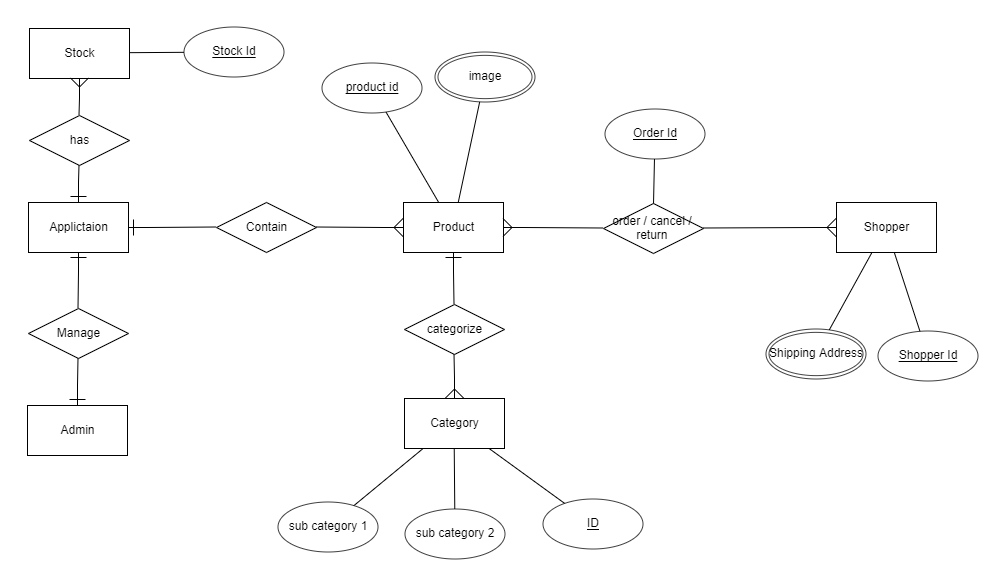 Stock
Stock Id
product id
image
Order Id
has
Applictaion
Contain
Product
order / cancel /
return
Shopper
Manage
categorize
Shipping Address
Shopper Id
Admin
Category
sub category 1
sub category 2
ID